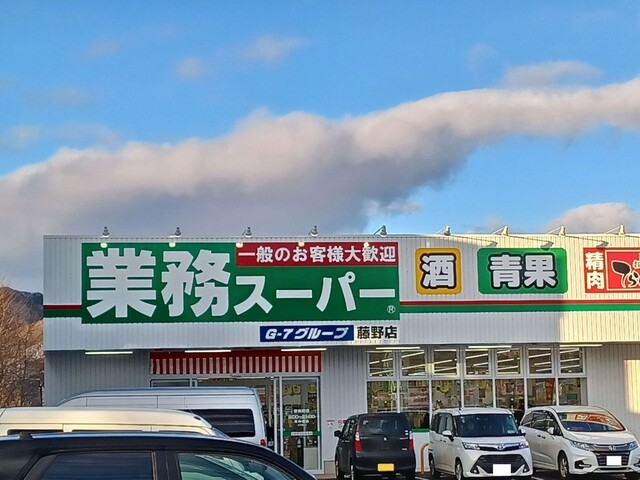 一般のお客様大歓迎
業務スーパー®
G-7グループ 藤野店
酒
青果
精肉